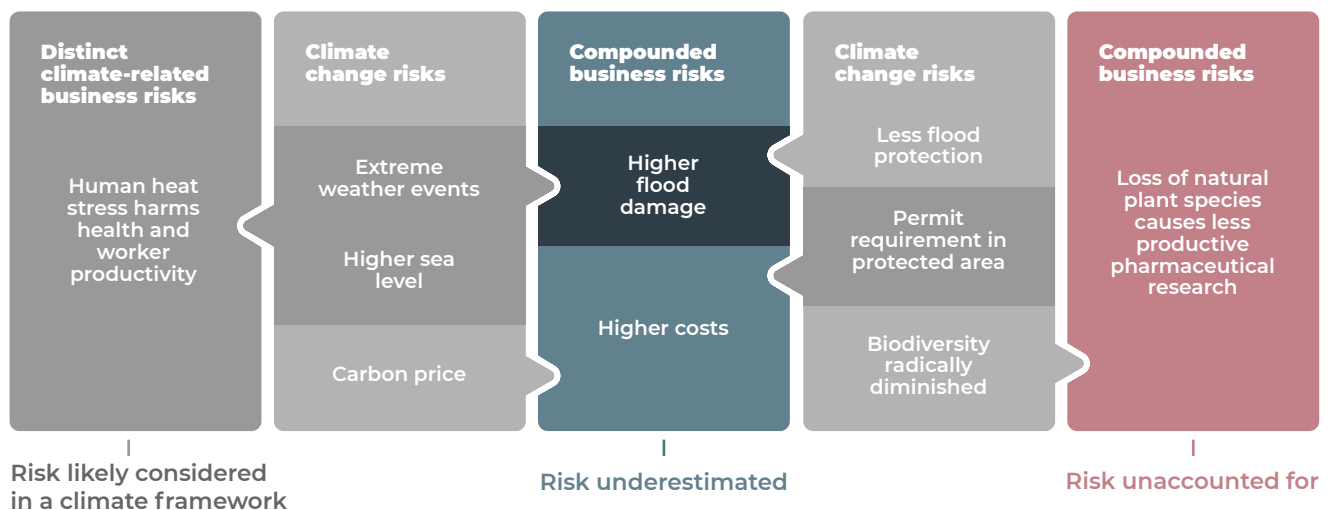 Distinct
climate-related
business risks
Human heat
stress harms
health and
worker
productivity
Risk likely considered
in a climate framework
Climate
change risks
Extreme
weather events
Higher sea
level
Carbon price
Compounded
business risks
Higher
flood
damage
Higher costs
Risk underestimated
Climate
change risks
Less flood
protection
Permit
requirement in
protected area
Biodiversity
radically
diminished
Compounded
business risks
Loss of natural
plant species
causes less
productive
pharmaceutical
research
Risk unaccounted for